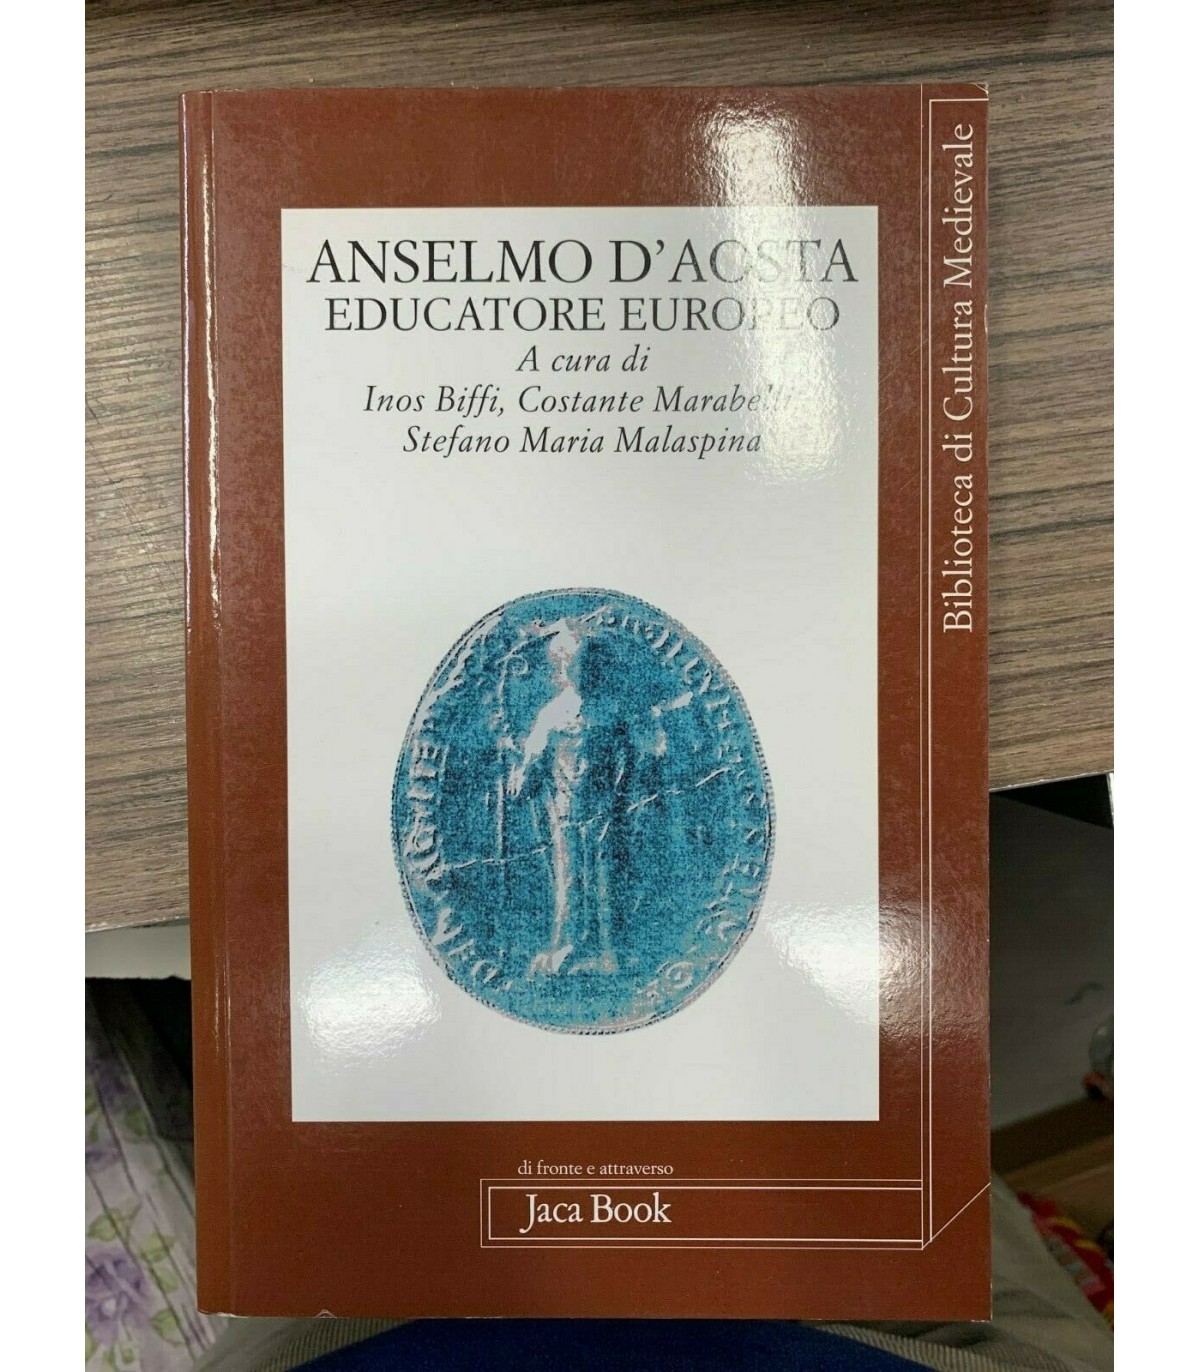 ANSELMO D'AOSTA
EDUCATORE EUROPEO
A cura di
Inos Biffi, Costante Marabelli
Stefano Maria Malaspina
Biblioteca di Cultura Medievale
di fronte e attraverso
Jaca Book